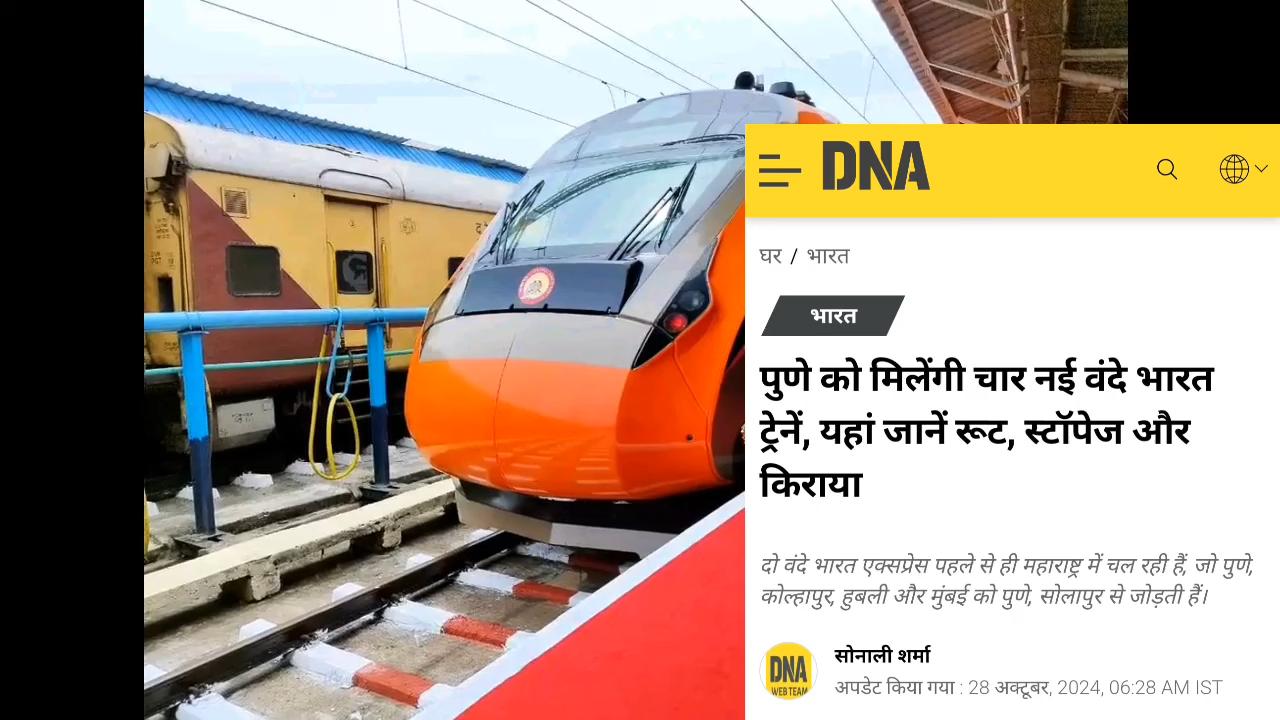 DNA
घर / भारत
भारत
पुणे को मिलेंगी चार नई वंदे भारत
ट्रेनें, यहां जानें रूट, स्टॉपेज और
किराया
दो वंदे भारत एक्सप्रेस पहले से ही महाराष्ट्र में चल रही हैं, जो पुणे,
कोल्हापुर, हुबली और मुंबई को पुणे, सोलापुर से जोड़ती हैं।
DNA
WEB TEAM
सोनाली शर्मा
अपडेट किया गया : 28 अक्टूबर, 2024, 06:28 AM IST